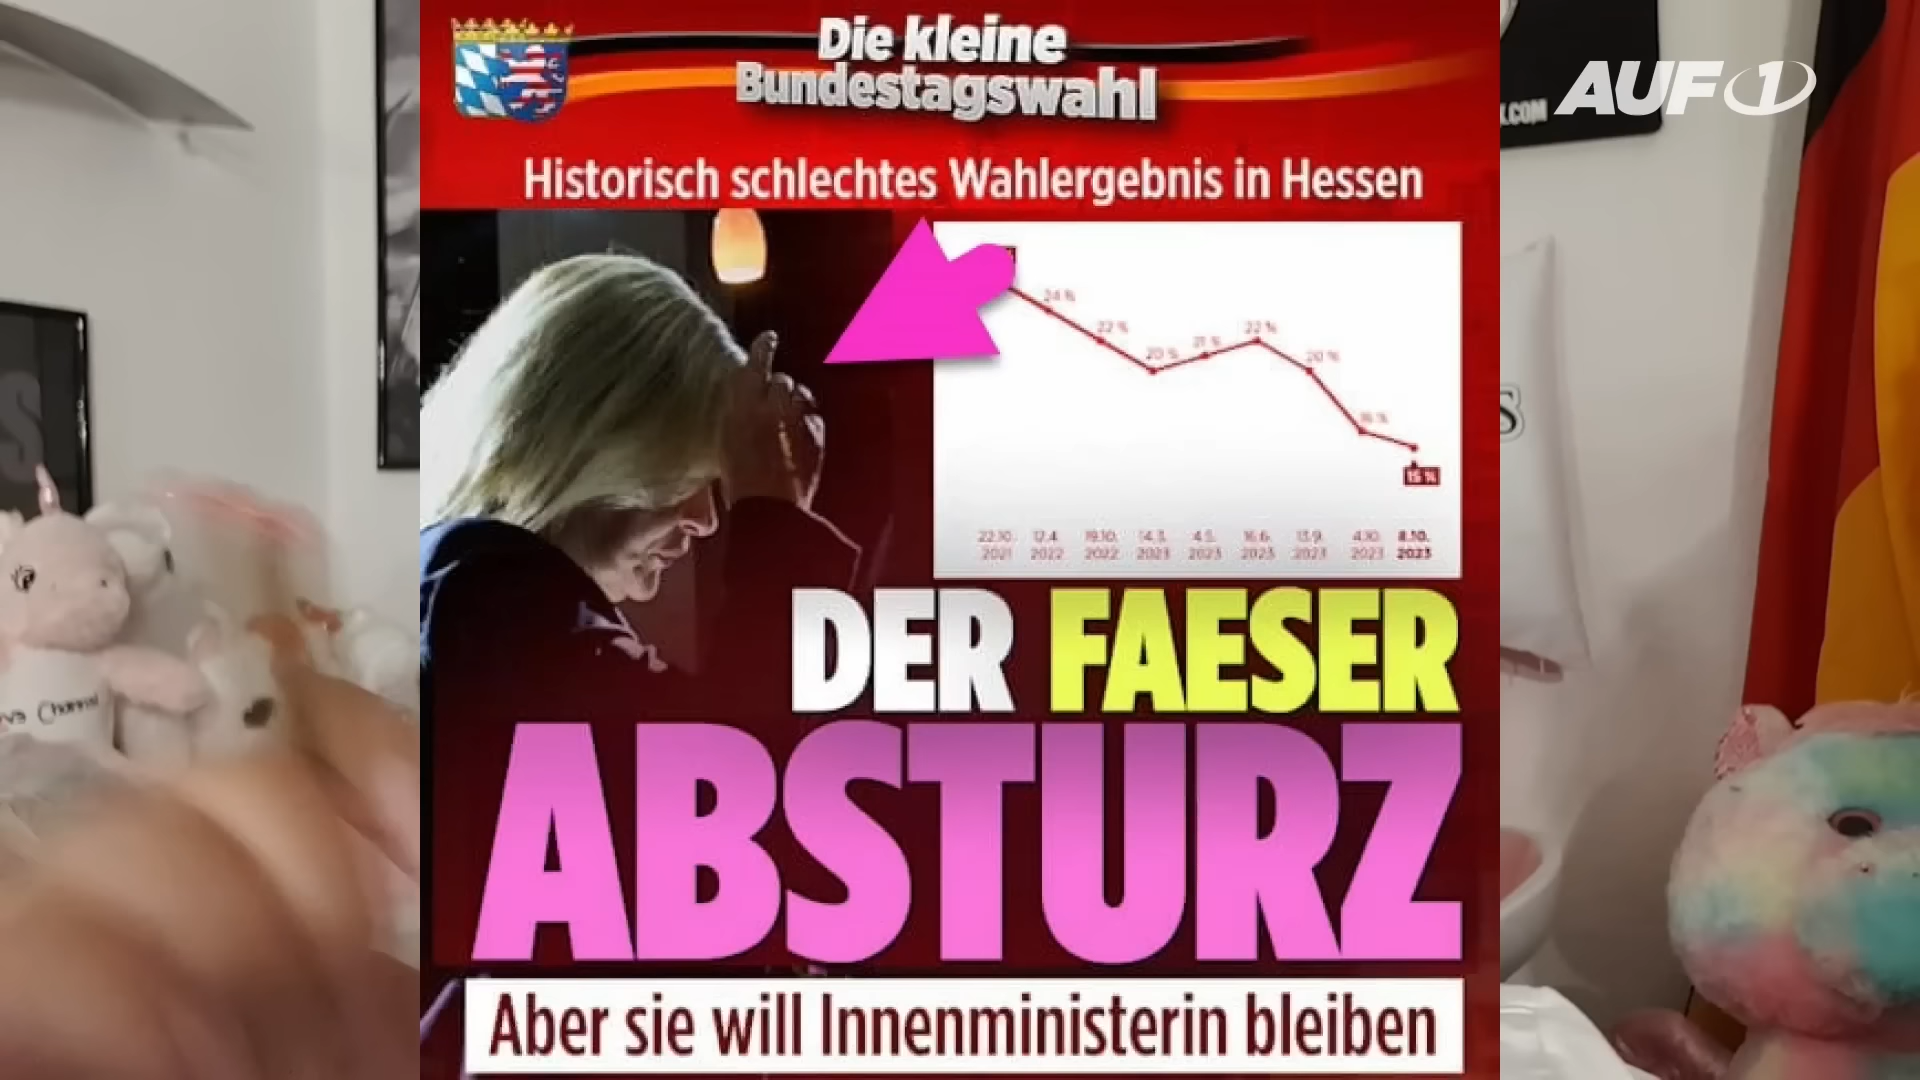 Die kleine
Bundestagswahl
AUF1
.COM
Historisch schlechtes Wahlergebnis in Hessen
24 %
22 %
20 %
21 %
22 %
20 %
16 %
15 %
22.10. 12.4. 19.10. 14.3. 4.5. 16.6. 13.9. 4.10. 8.10.
2021 2022 2022 2023 2023 2023 2023 2023 2023
DER FAESER
ABSTURZ
Aber sie will Innenministerin bleiben
S
S
Channel